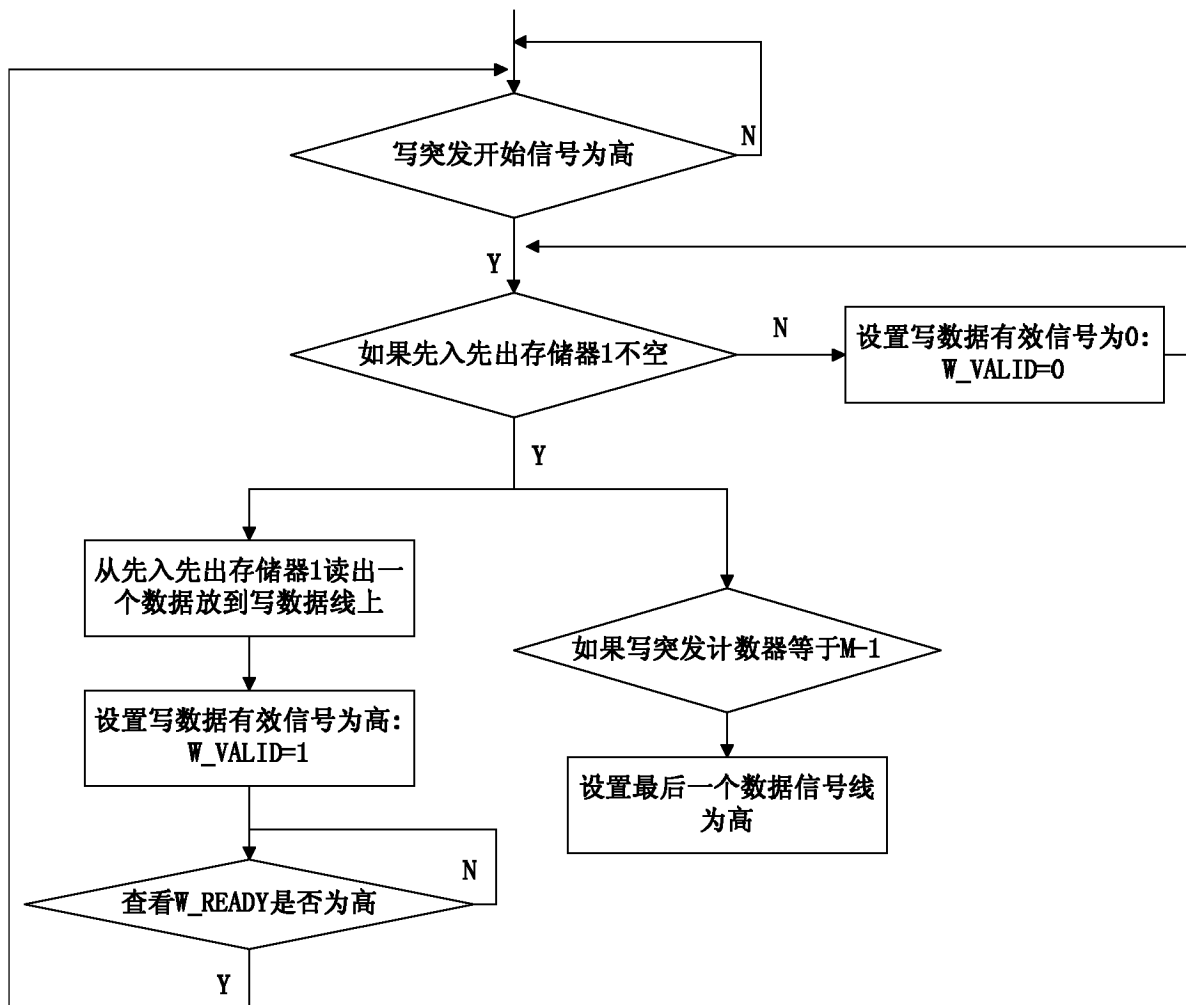 N
写突发开始信号为高
Y
如果先入先出存储器1不空
N
设置写数据有效信号为0:
W_VALID=0
Y
从先入先出存储器1读出一
个数据放到写数据线上
如果写突发计数器等于M-1
设置写数据有效信号为高:
W_VALID=1
设置最后一个数据信号线
为高
N
查看W_READY是否为高
Y